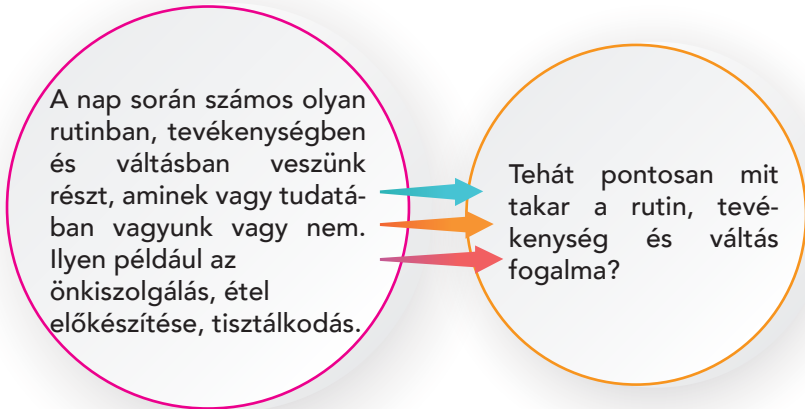 A nap során számos olyan
rutinban, tevékenységben
és váltásban veszünk
részt, aminek vagy tudatá-
ban vagyunk vagy nem.
Ilyen például az
önkiszolgálás, étel
előkészítése, tisztálkodás.
Tehát pontosan mit
takar a rutin, tevé-
kenység és váltás
fogalma?